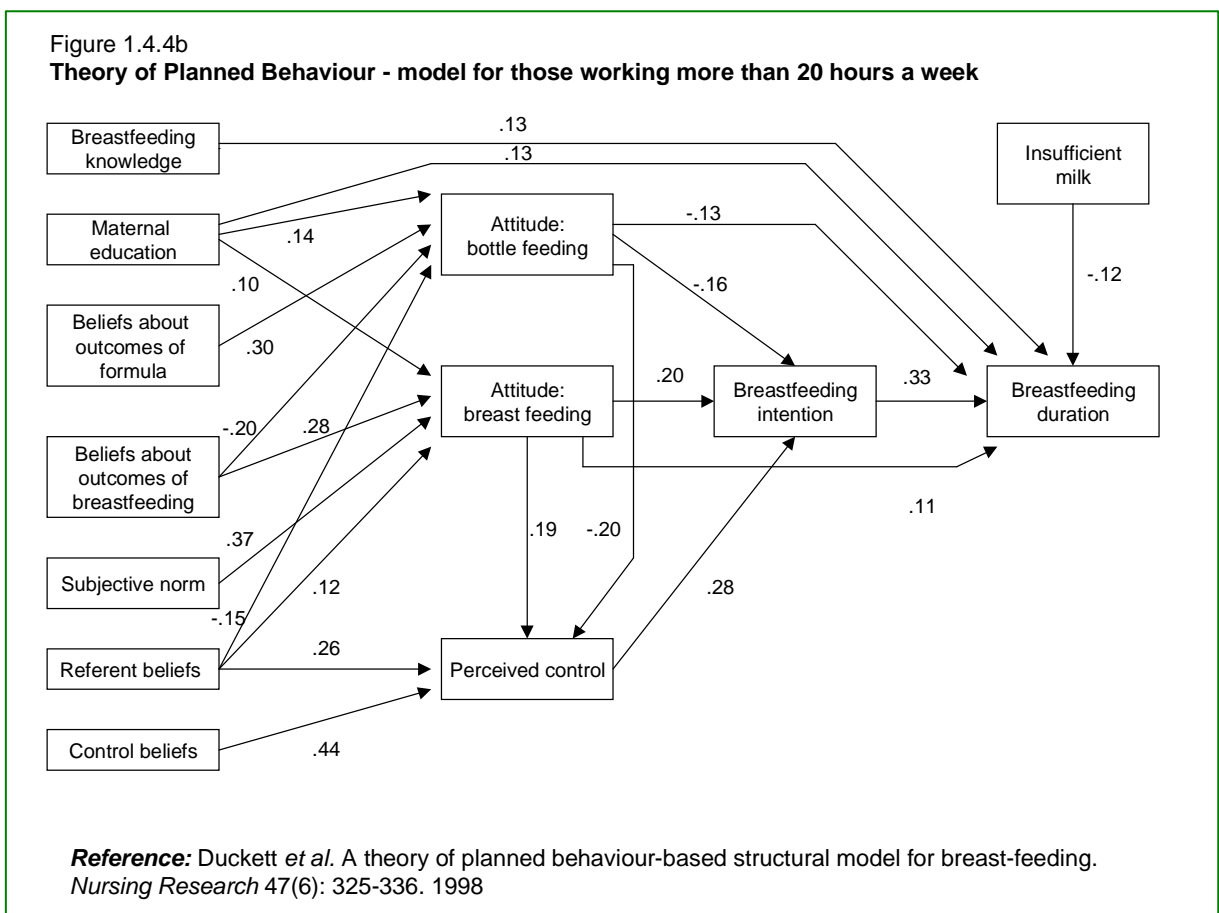 Figure 1.4.4b
Theory of Planned Behaviour - model for those working more than 20 hours a week
Breastfeeding
knowledge
.13
.13
Insufficient
milk
Maternal
education
.14
.10
Attitude:
bottle feeding
-.13
-.16
-.12
Beliefs about
outcomes of
formula
.30
Attitude:
breast feeding
.20
Breastfeeding
intention
.33
Breastfeeding
duration
Beliefs about
outcomes of
breastfeeding
-.20
.28
.37
.19
-.20
.11
Subjective norm
.12
-.15
.28
Referent beliefs
.26
Perceived control
Control beliefs
.44
Reference: Duckett et al. A theory of planned behaviour-based structural model for breast-feeding.
Nursing Research 47(6): 325-336. 1998